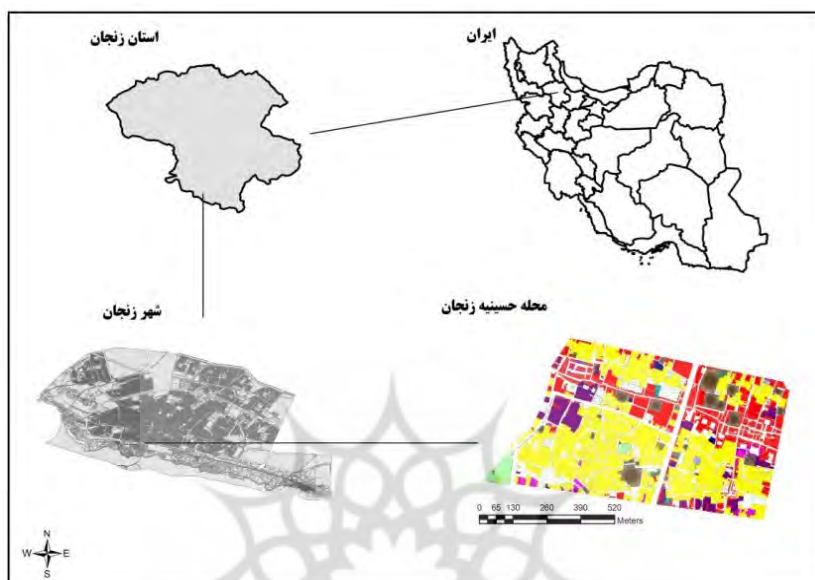 ایران
استان زنجان
محله حسینیه زنجان
شهر زنجان
0 65 130 260 390 520
Meters
N
W E
S